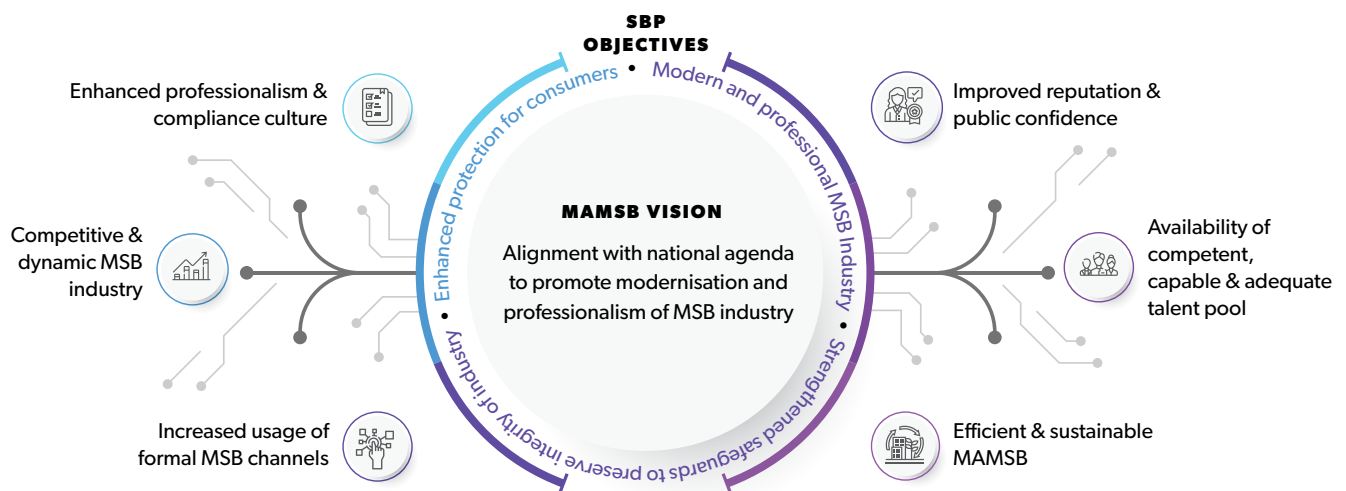 SBP
OBJECTIVES
Enhanced protection for consumers •
Modern and professional MSB Industry •
Strengthened safeguards to preserve integrity of industry •
MAMSB VISION
Alignment with national agenda
to promote modernisation and
professionalism of MSB industry
Enhanced professionalism &
compliance culture
Competitive &
dynamic MSB
industry
Increased usage of
formal MSB channels
Improved reputation &
public confidence
Availability of
competent,
capable & adequate
talent pool
Efficient & sustainable
MAMSB